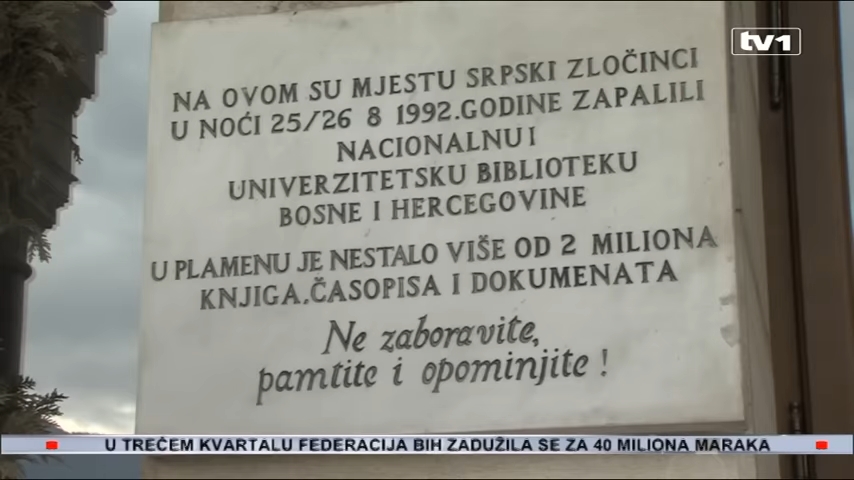 tv1
NA OVOM SU MJESTU SRPSKI ZLOČINCI
U NOĆI 25/26 8 1992.GODINE ZAPALILI
NACIONALNU I
UNIVERZITETSKU BIBLIOTEKU
BOSNE I HERCEGOVINE
U PLAMENU JE NESTALO VIŠE OD 2 MILIONA
KNJIGA.ČASOPISA I DOKUMENATA
Ne zaboravite,
pamtite i opominjite !
U TREĆEM KVARTALU FEDERACIJA BIH ZADUŽILA SE ZA 40 MILIONA MARAKA